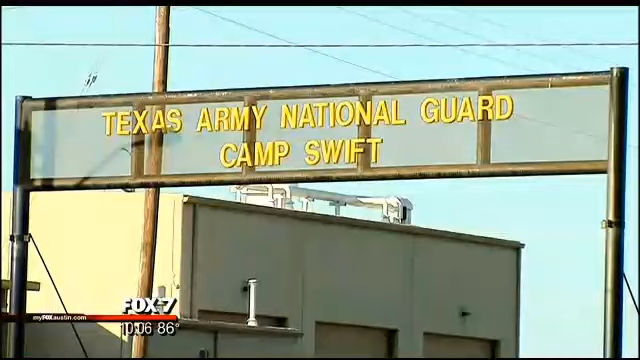 TEXAS ARMY NATIONAL GUARD
CAMP SWIFT
FOX 7
myFOXaustin.com
10:06 86°